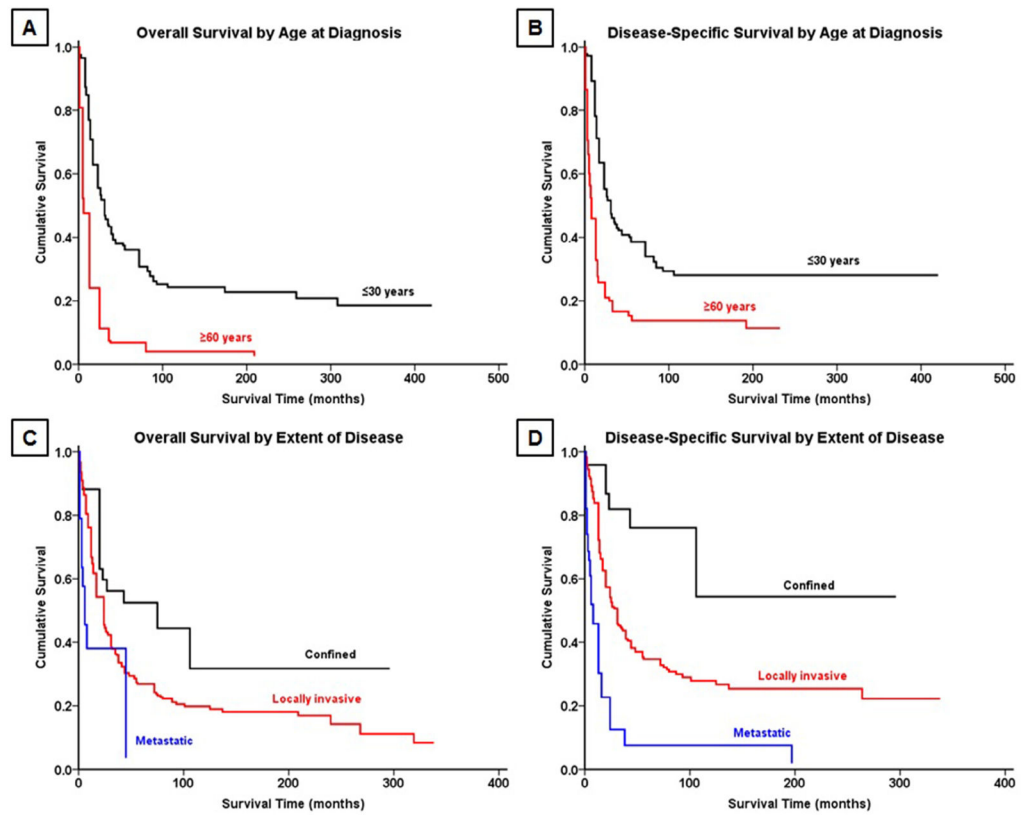 A
Overall Survival by Age at Diagnosis
Cumulative Survival
1.0
0.8
0.6
0.4
0.2
0.0
≤30 years
≥60 years
0 100 200 300 400 500
Survival Time (months)
B
Disease-Specific Survival by Age at Diagnosis
Cumulative Survival
1.0
0.8
0.6
0.4
0.2
0.0
≤30 years
≥60 years
0 100 200 300 400 500
Survival Time (months)
C
Overall Survival by Extent of Disease
Cumulative Survival
1.0
0.8
0.6
0.4
0.2
0.0
Confined
Locally invasive
Metastatic
0 100 200 300 400
Survival Time (months)
D
Disease-Specific Survival by Extent of Disease
Cumulative Survival
1.0
0.8
0.6
0.4
0.2
0.0
Confined
Locally invasive
Metastatic
0 100 200 300 400
Survival Time (months)